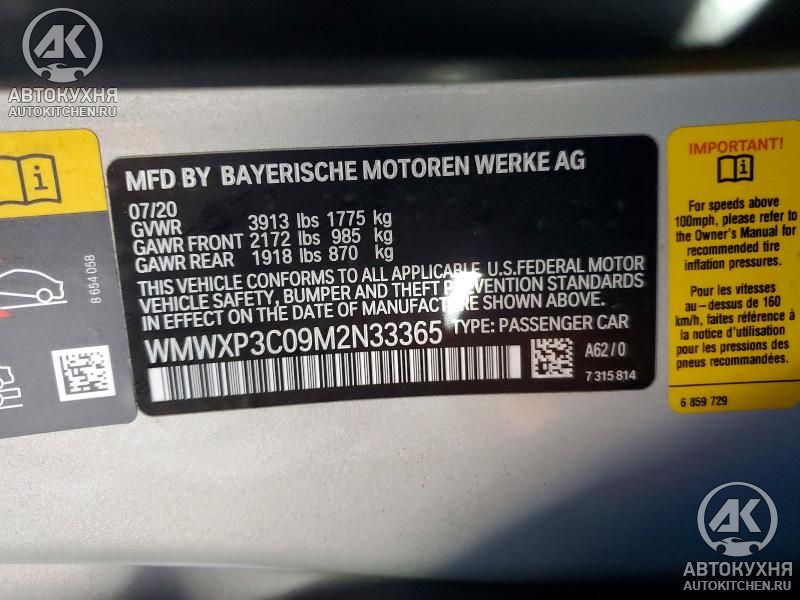 AK
АВТОКУХНЯ
AUTOKITCHEN.RU
MFD BY BAYERISCHE MOTOREN WERKE AG
07/20
GVWR 3913 lbs 1775 kg
GAWR FRONT 2172 lbs 985 kg
GAWR REAR 1918 lbs 870 kg
THIS VEHICLE CONFORMS TO ALL APPLICABLE U.S.FEDERAL MOTOR
VEHICLE SAFETY, BUMPER AND THEFT PREVENTION STANDARDS
IN EFFECT ON THE DATE OF MANUFACTURE SHOWN ABOVE.
WMWXP3C09M2N33365 TYPE: PASSENGER CAR
A62/0
7 315 814
8 654 058
IMPORTANT!
For speeds above
100mph, please refer to
the Owner's Manual for
recommended tire
inflation pressures.
Pour les vitesses
au-dessus de 160
km/h, faites référence à
la notice d'utilisation
pour les pressions des
pneus recommandées.
6 859 729
AK
АВТОКУХНЯ
AUTOKITCHEN.RU